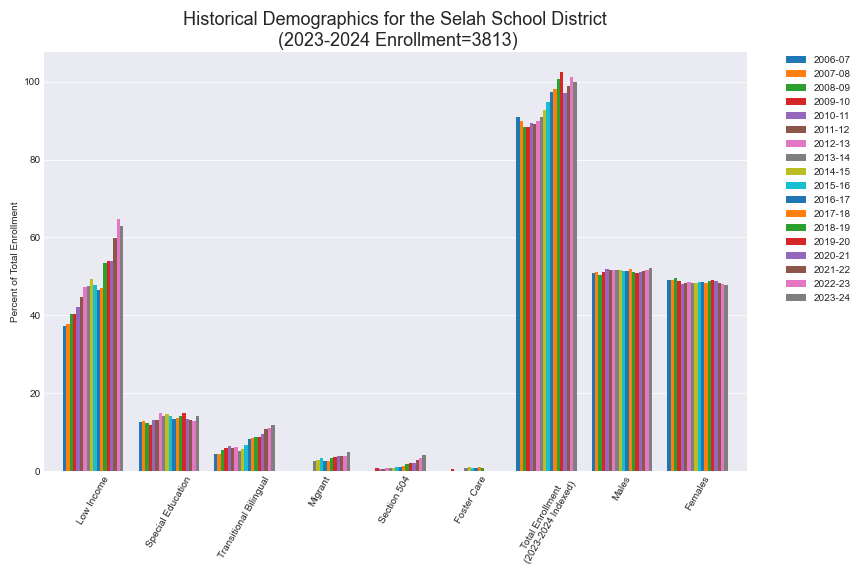 Historical Demographics for the Selah School District
(2023-2024 Enrollment=3813)
Percent of Total Enrollment
100
80
60
40
20
0
Low Income
Special Education
Transitional Bilingual
Migrant
Section 504
Foster Care
Total Enrollment
(2023-2024 Indexed)
Males
Females
2006-07
2007-08
2008-09
2009-10
2010-11
2011-12
2012-13
2013-14
2014-15
2015-16
2016-17
2017-18
2018-19
2019-20
2020-21
2021-22
2022-23
2023-24